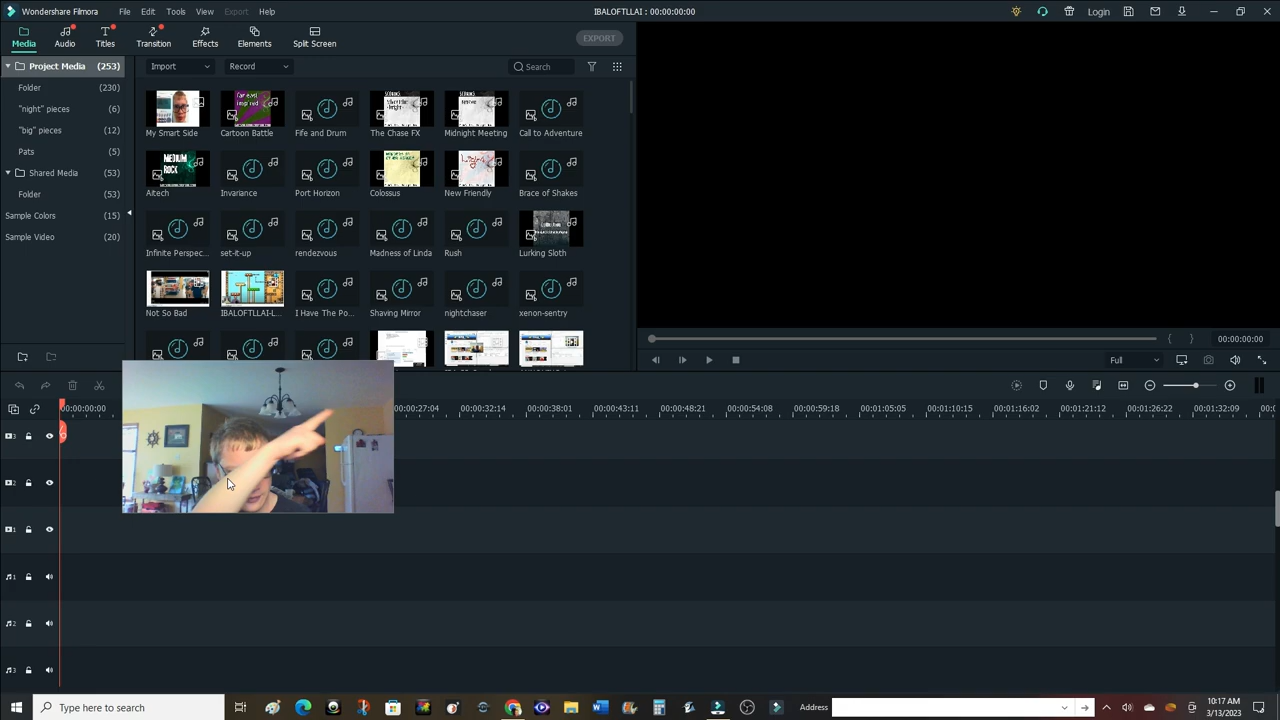 Wondershare Filmora File Edit Tools View Export Help IBALOFTLLAI : 00:00:00:00 Login
Media Audio Titles Transition Effects Elements Split Screen EXPORT
Project Media (253) Import Record Search
Folder (230)
"night" pieces (6)
"big" pieces (12)
Pats (5)
Shared Media (53)
Folder (53)
Sample Colors (15)
Sample Video (20)
My Smart Side Cartoon Battle Fife and Drum The Chase FX Midnight Meeting Call to Adventure
MEDIUM
ROCK
Aitech Invariance Port Horizon Colossus New Friendly Brace of Shakes
Infinite Perspec... set-it-up rendezvous Madness of Linda Rush Lurking Sloth
Not So Bad IBALOFTLLAI-L... I Have The Po... Shaving Mirror nightchaser xenon-sentry
00:00:00:00
Full
00:00:00:00 00:00:27:04 00:00:32:14 00:00:38:01 00:00:43:11 00:00:48:21 00:00:54:08 00:00:59:18 00:01:05:05 00:01:10:15 00:01:16:02 00:01:21:12 00:01:26:22 00:01:32:09
3
2
1
1
2
3
Type here to search Address 10:17 AM
3/13/2023